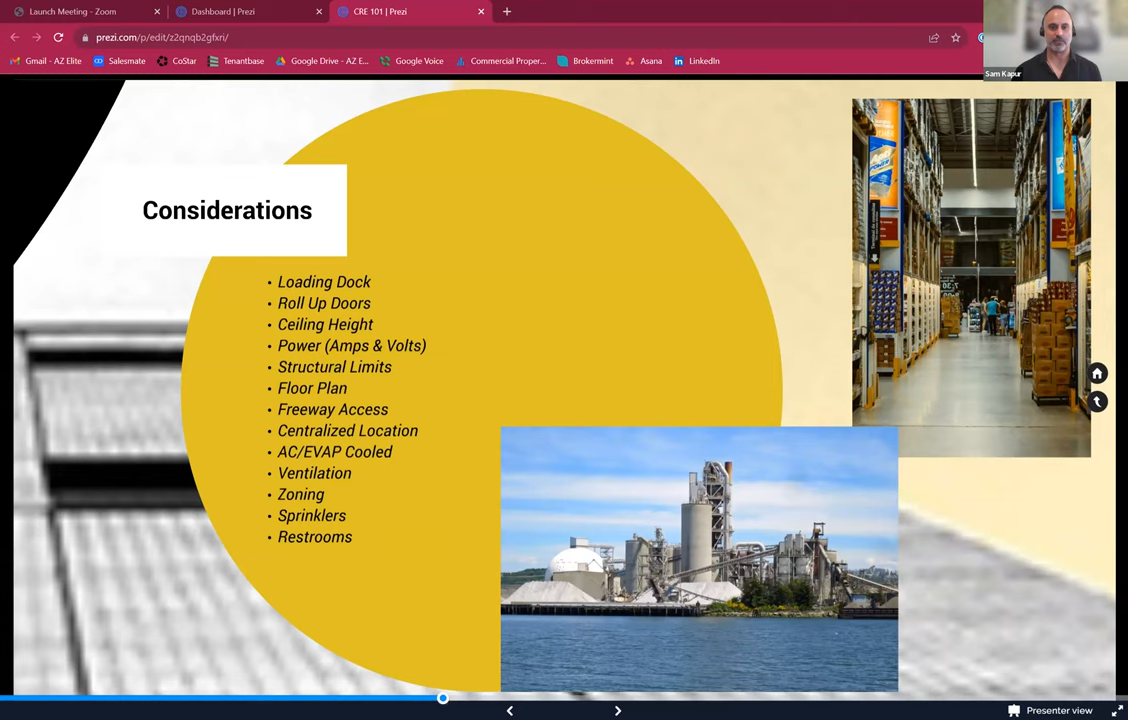 Launch Meeting - Zoom
Dashboard | Prezi
CRE 101 | Prezi
prezi.com/p/edit/z2qnqb2gfxri/
Gmail - AZ Elite
Salesmate
CoStar
Tenantbase
Google Drive - AZ E...
Google Voice
Commercial Proper...
Brokermint
Asana
LinkedIn
Sam Kapur
Considerations
• Loading Dock
• Roll Up Doors
• Ceiling Height
• Power (Amps & Volts)
• Structural Limits
• Floor Plan
• Freeway Access
• Centralized Location
• AC/EVAP Cooled
• Ventilation
• Zoning
• Sprinklers
• Restrooms
Presenter view